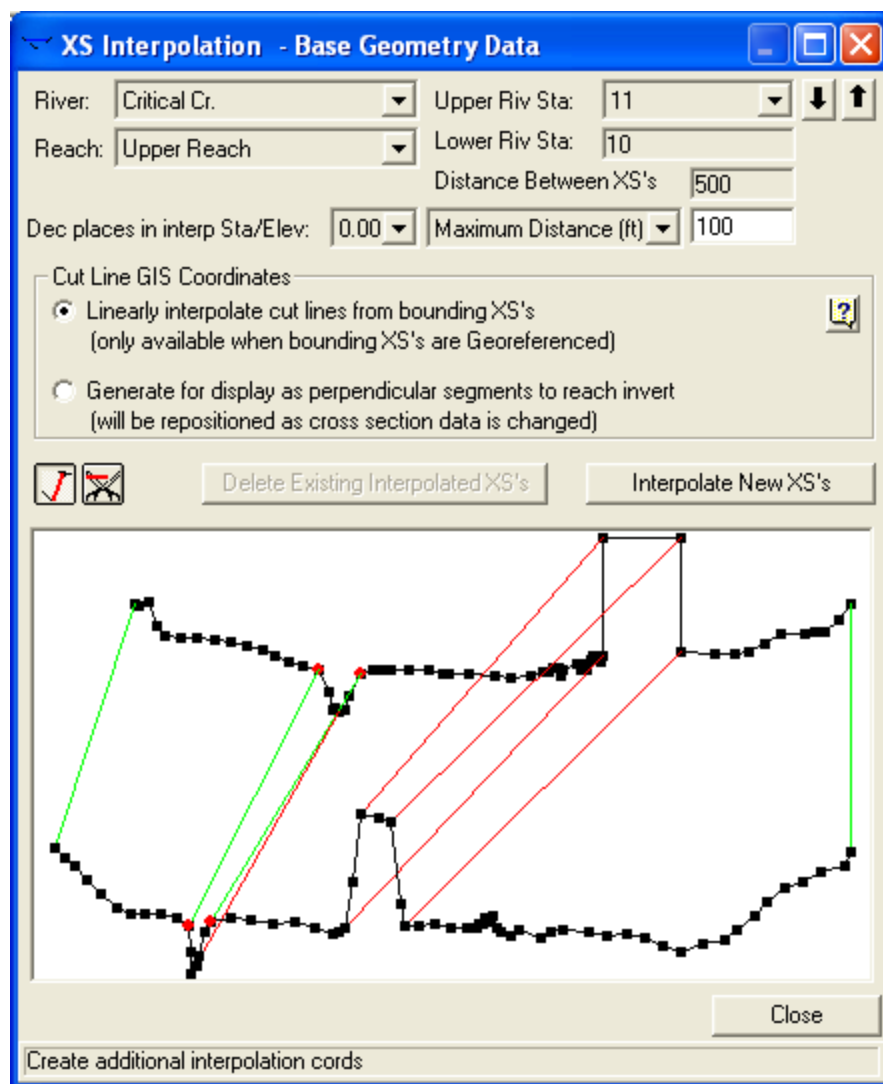 XS Interpolation - Base Geometry Data
River: Critical Cr. Upper Riv Sta: 11
Reach: Upper Reach Lower Riv Sta: 10
Distance Between XS's 500
Dec places in interp Sta/Elev: 0.00 Maximum Distance (ft) 100
Cut Line GIS Coordinates
Linearly interpolate cut lines from bounding XS's
(only available when bounding XS's are Georeferenced)
Generate for display as perpendicular segments to reach invert
(will be repositioned as cross section data is changed)
Delete Existing Interpolated XS's Interpolate New XS's
Close
Create additional interpolation cords